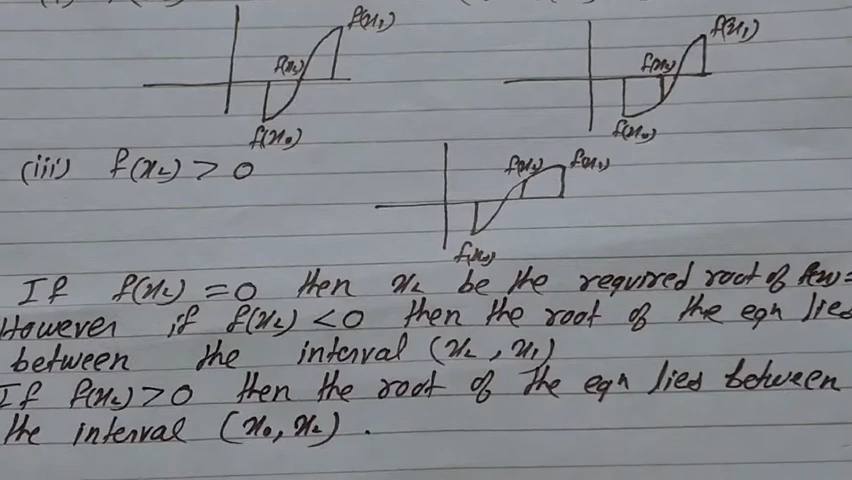 f(x₁)
f(x₂)
f(x₀)
f(x₁)
f(x₂)
f(x₀)
(iii) f(x₂) > 0
f(x₂) f(x₁)
f(x₀)
If f(x₂) = 0 then x₂ be the required root of f(x) =
However if f(x₂) < 0 then the root of the eqn lies
between the interval (x₂, x₁)
If f(x₂) > 0 then the root of the eqn lies between
the interval (x₀, x₂).